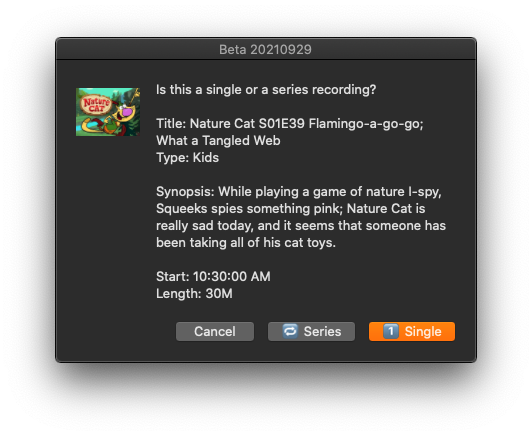 Beta 20210929
Nature
CAT
Is this a single or a series recording?
Title: Nature Cat S01E39 Flamingo-a-go-go;
What a Tangled Web
Type: Kids
Synopsis: While playing a game of nature I-spy,
Squeeks spies something pink; Nature Cat is
really sad today, and it seems that someone has
been taking all of his cat toys.
Start: 10:30:00 AM
Length: 30M
Cancel
Series
1 Single